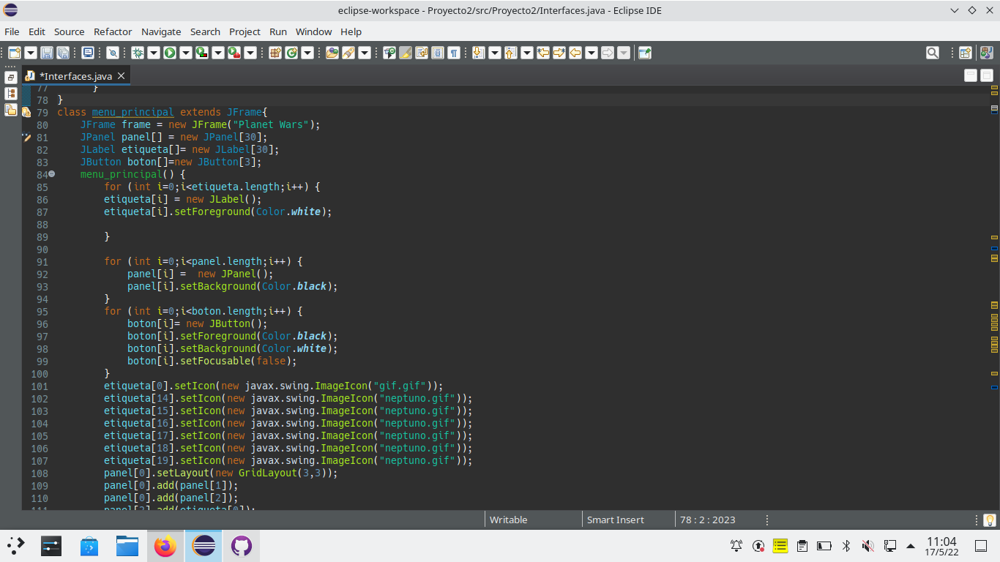 eclipse-workspace - Proyecto2/src/Proyecto2/Interfaces.java - Eclipse IDE
File Edit Source Refactor Navigate Search Project Run Window Help
*Interfaces.java
77 }
78 }
79 class menu_principal extends JFrame{
80 JFrame frame = new JFrame("Planet Wars");
81 JPanel panel[] = new JPanel[30];
82 JLabel etiqueta[]= new JLabel[30];
83 JButton boton[]=new JButton[3];
84 menu_principal() {
85 for (int i=0;i<etiqueta.length;i++) {
86 etiqueta[i] = new JLabel();
87 etiqueta[i].setForeground(Color.white);
88
89 }
90
91 for (int i=0;i<panel.length;i++) {
92 panel[i] =  new JPanel();
93 panel[i].setBackground(Color.black);
94 }
95 for (int i=0;i<boton.length;i++) {
96 boton[i]= new JButton();
97 boton[i].setForeground(Color.black);
98 boton[i].setBackground(Color.white);
99 boton[i].setFocusable(false);
100 }
101 etiqueta[0].setIcon(new javax.swing.ImageIcon("gif.gif"));
102 etiqueta[14].setIcon(new javax.swing.ImageIcon("neptuno.gif"));
103 etiqueta[15].setIcon(new javax.swing.ImageIcon("neptuno.gif"));
104 etiqueta[16].setIcon(new javax.swing.ImageIcon("neptuno.gif"));
105 etiqueta[17].setIcon(new javax.swing.ImageIcon("neptuno.gif"));
106 etiqueta[18].setIcon(new javax.swing.ImageIcon("neptuno.gif"));
107 etiqueta[19].setIcon(new javax.swing.ImageIcon("neptuno.gif"));
108 panel[0].setLayout(new GridLayout(3,3));
109 panel[0].add(panel[1]);
110 panel[0].add(panel[2]);
111 panel[2].add(etiqueta[0]);
Writable Smart Insert 78 : 2 : 2023
11:04
17/5/22